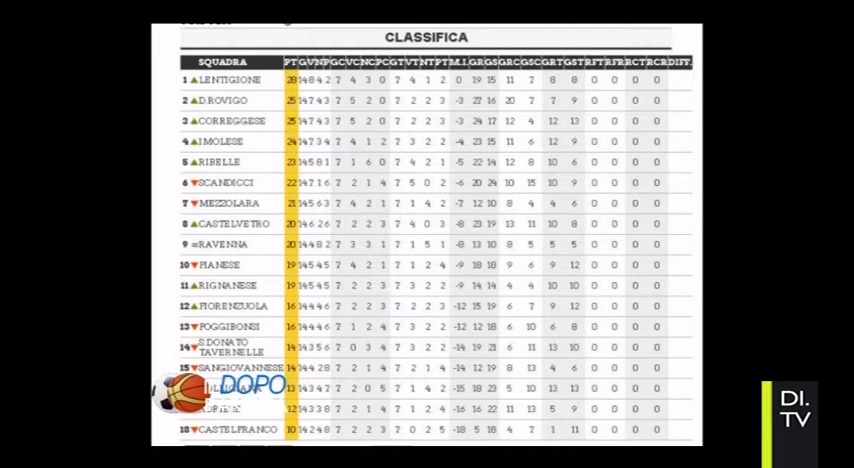 CLASSIFICA
SQUADRA PT G V N P GC VC NC PC GT VT NT PT M.I. GR GS GRC GSC GRT GST RFT RFR RCT RCR DIFF.
1 ▲ LENTIGIONE 28 14 8 4 2 7 4 3 0 7 4 1 2 0 19 15 11 7 8 8 0 0 0 0
2 ▲ D.ROVIGO 25 14 7 4 3 7 5 2 0 7 2 2 3 -3 27 16 20 7 7 9 0 0 0 0
3 ▲ CORREGGESE 25 14 7 4 3 7 5 2 0 7 2 2 3 -3 24 17 12 4 12 13 0 0 0 0
4 ▲ IMOLESE 24 14 7 3 4 7 4 1 2 7 3 2 2 -4 23 15 11 6 12 9 0 0 0 0
5 ▲ RIBELLE 23 14 5 8 1 7 1 6 0 7 4 2 1 -5 22 14 12 8 10 6 0 0 0 0
6 ▼ SCANDICCI 22 14 7 1 6 7 2 1 4 7 5 0 2 -6 20 24 10 15 10 9 0 0 0 0
7 ▼ MEZZOLARA 21 14 5 6 3 7 4 2 1 7 1 4 2 -7 12 10 8 4 4 6 0 0 0 0
8 ▲ CASTELVETRO 20 14 6 2 6 7 2 2 3 7 4 0 3 -8 23 19 13 11 10 8 0 0 0 0
9 = RAVENNA 20 14 4 8 2 7 3 3 1 7 1 5 1 -8 13 10 8 5 5 5 0 0 0 0
10 ▼ PIANESE 19 14 5 4 5 7 4 2 1 7 1 2 4 -9 18 18 9 6 9 12 0 0 0 0
11 ▲ RIGNANESE 19 14 5 4 5 7 2 2 3 7 3 2 2 -9 14 14 4 4 10 10 0 0 0 0
12 ▲ FIORENZUOLA 16 14 4 4 6 7 2 2 3 7 2 2 3 -12 15 19 6 7 9 12 0 0 0 0
13 ▼ POGGIBONSI 16 14 4 4 6 7 1 2 4 7 3 2 2 -12 12 18 6 10 6 8 0 0 0 0
14 ▼ S.DONATO TAVERNELLE 14 14 3 5 6 7 0 3 4 7 3 2 2 -14 19 21 6 11 13 10 0 0 0 0
15 ▼ SANGIOVANNESE 14 14 4 2 8 7 2 1 4 7 2 1 4 -14 12 19 8 13 4 6 0 0 0 0
DOPO
13 14 3 4 7 7 2 0 5 7 1 4 2 -15 18 23 5 10 13 13 0 0 0 0
12 14 3 3 8 7 2 1 4 7 1 2 4 -16 16 22 11 13 5 9 0 0 0 0
18 ▼ CASTELFRANCO 10 14 2 4 8 7 2 2 3 7 0 2 5 -18 5 18 4 7 1 11 0 0 0 0
DI.
TV